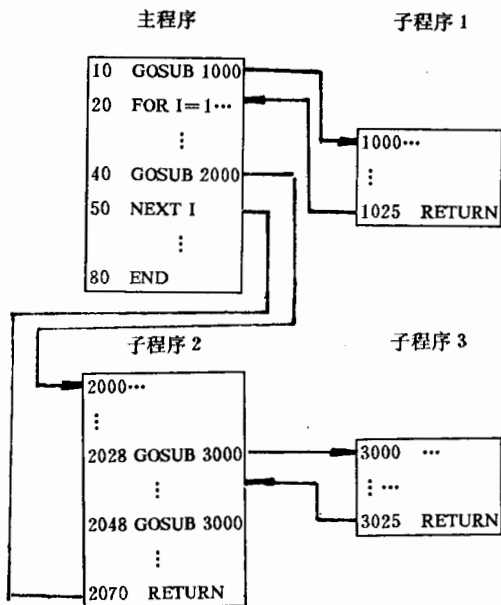 主程序
10 GOSUB 1000
20 FOR I=1…
⋮
40 GOSUB 2000
50 NEXT I
⋮
80 END
子程序 1
1000…
⋮
1025 RETURN
子程序 2
2000…
⋮
2028 GOSUB 3000
⋮
2048 GOSUB 3000
⋮
2070 RETURN
子程序 3
3000 …
⋮ …
3025 RETURN